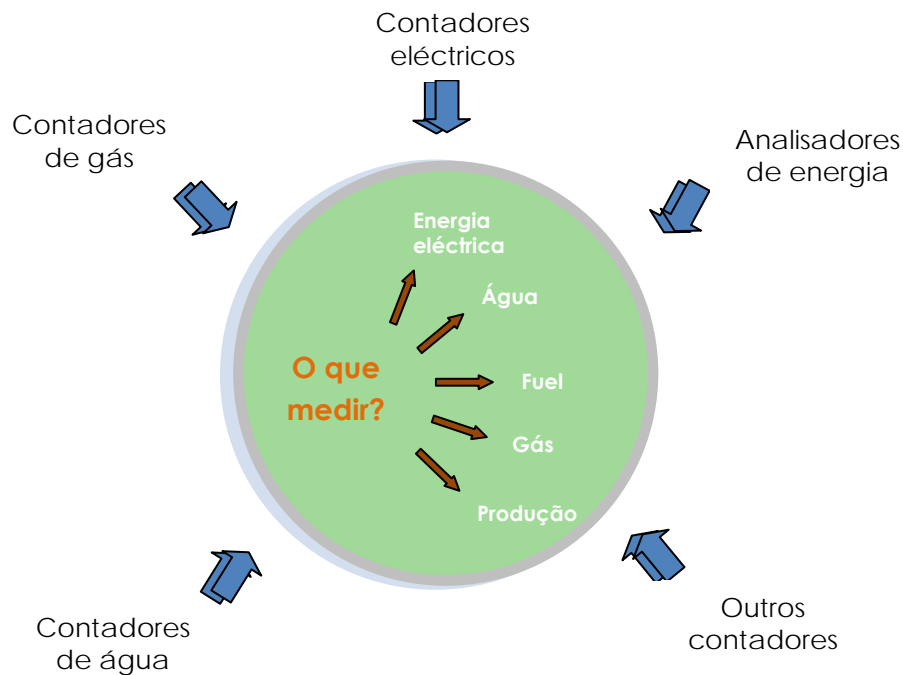 Contadores
eléctricos
Contadores
de gás
Analisadores
de energia
Energia
eléctrica
Água
O que
medir?
Fuel
Gás
Produção
Outros
contadores
Contadores
de água